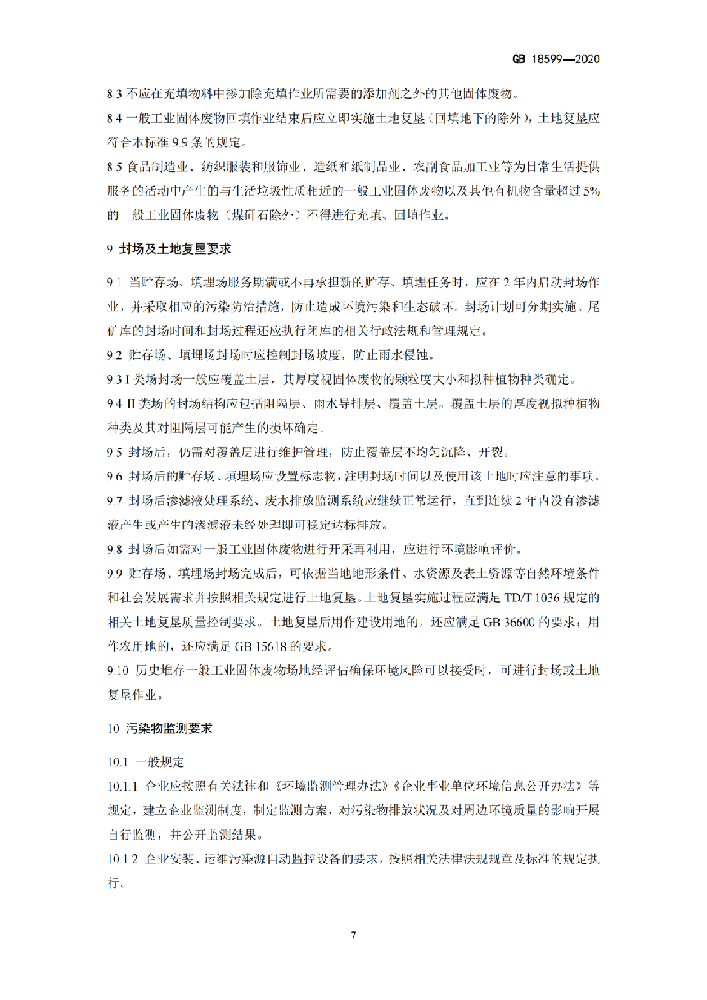 GB 18599—2020
8.3 不应在充填物料中掺加除充填作业所需要的添加剂之外的其他固体废物。
8.4 一般工业固体废物回填作业结束后应立即实施土地复垦（回填地下的除外），土地复垦应
符合本标准 9.9 条的规定。
8.5 食品制造业、纺织服装和服饰业、造纸和纸制品业、农副食品加工业等为日常生活提供
服务的活动中产生的与生活垃圾性质相近的一般工业固体废物以及其他有机物含量超过 5%
的一般工业固体废物（煤矸石除外）不得进行充填、回填作业。
9 封场及土地复垦要求
9.1 当贮存场、填埋场服务期满或不再承担新的贮存、填埋任务时，应在 2 年内启动封场作
业，并采取相应的污染防治措施，防止造成环境污染和生态破坏。封场计划可分期实施。尾
矿库的封场时间和封场过程还应执行闭库的相关行政法规和管理规定。
9.2 贮存场、填埋场封场时应控制封场坡度，防止雨水侵蚀。
9.3 I 类场封场一般应覆盖土层，其厚度视固体废物的颗粒度大小和拟种植物种类确定。
9.4 II 类场的封场结构应包括阻隔层、雨水导排层、覆盖土层。覆盖土层的厚度视拟种植物
种类及其对阻隔层可能产生的损坏确定。
9.5 封场后，仍需对覆盖层进行维护管理，防止覆盖层不均匀沉降、开裂。
9.6 封场后的贮存场、填埋场应设置标志物，注明封场时间以及使用该土地时应注意的事项。
9.7 封场后渗滤液处理系统、废水排放监测系统应继续正常运行，直到连续 2 年内没有渗滤
液产生或产生的渗滤液未经处理即可稳定达标排放。
9.8 封场后如需对一般工业固体废物进行开采再利用，应进行环境影响评价。
9.9 贮存场、填埋场封场完成后，可依据当地地形条件、水资源及表土资源等自然环境条件
和社会发展需求并按照相关规定进行土地复垦。土地复垦实施过程应满足 TD/T 1036 规定的
相关土地复垦质量控制要求。土地复垦后用作建设用地的，还应满足 GB 36600 的要求；用
作农用地的，还应满足 GB 15618 的要求。
9.10 历史堆存一般工业固体废物场地经评估确保环境风险可以接受时，可进行封场或土地
复垦作业。
10 污染物监测要求
10.1 一般规定
10.1.1 企业应按照有关法律和《环境监测管理办法》《企业事业单位环境信息公开办法》等
规定，建立企业监测制度，制定监测方案，对污染物排放状况及对周边环境质量的影响开展
自行监测，并公开监测结果。
10.1.2 企业安装、运维污染源自动监控设备的要求，按照相关法律法规规章及标准的规定执
行。
7